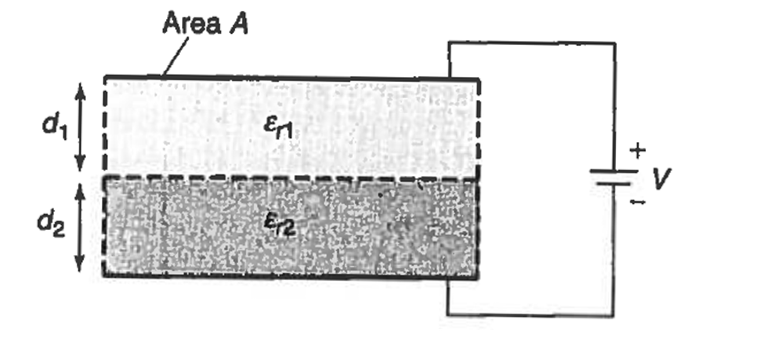 Area A
d₁
εr1
+
V
-
d₂
εr2